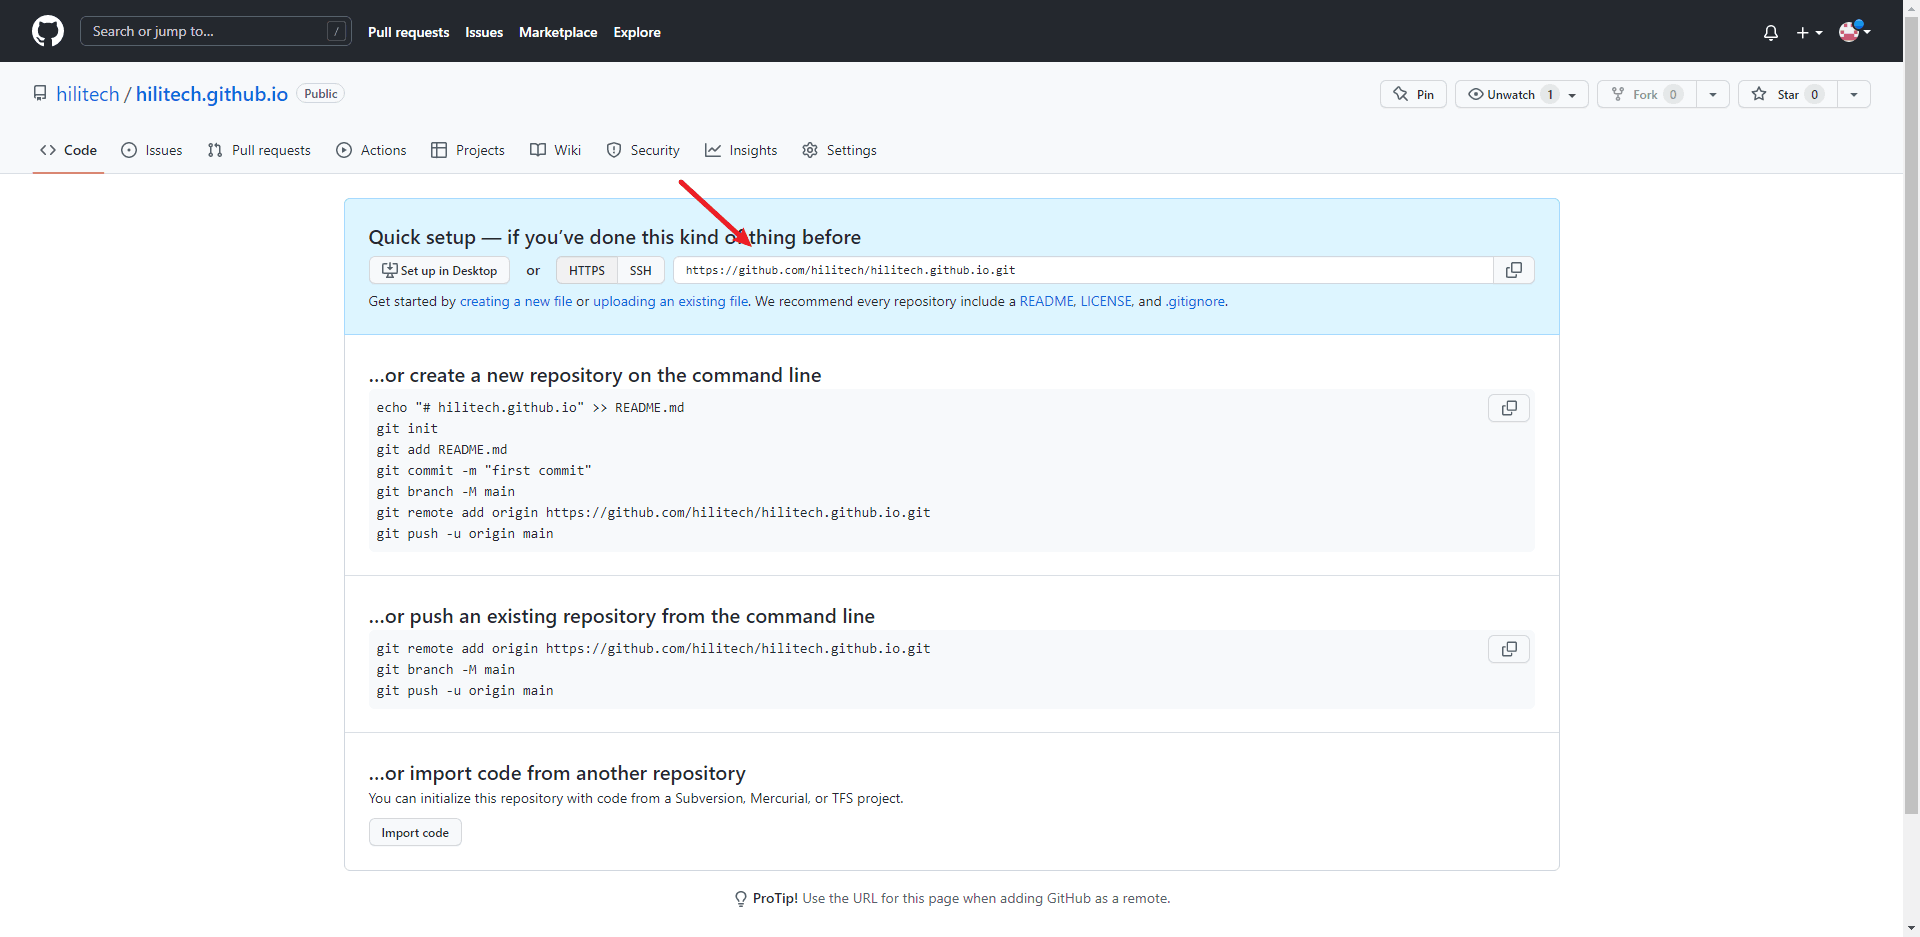 Search or jump to... /
Pull requests Issues Marketplace Explore
hilitech / hilitech.github.io Public
Pin Unwatch 1 Fork 0 Star 0
Code Issues Pull requests Actions Projects Wiki Security Insights Settings
Quick setup — if you’ve done this kind of thing before
Set up in Desktop or HTTPS SSH https://github.com/hilitech/hilitech.github.io.git
Get started by creating a new file or uploading an existing file. We recommend every repository include a README, LICENSE, and .gitignore.
…or create a new repository on the command line
echo "# hilitech.github.io" >> README.md
git init
git add README.md
git commit -m "first commit"
git branch -M main
git remote add origin https://github.com/hilitech/hilitech.github.io.git
git push -u origin main
…or push an existing repository from the command line
git remote add origin https://github.com/hilitech/hilitech.github.io.git
git branch -M main
git push -u origin main
…or import code from another repository
You can initialize this repository with code from a Subversion, Mercurial, or TFS project.
Import code
ProTip! Use the URL for this page when adding GitHub as a remote.